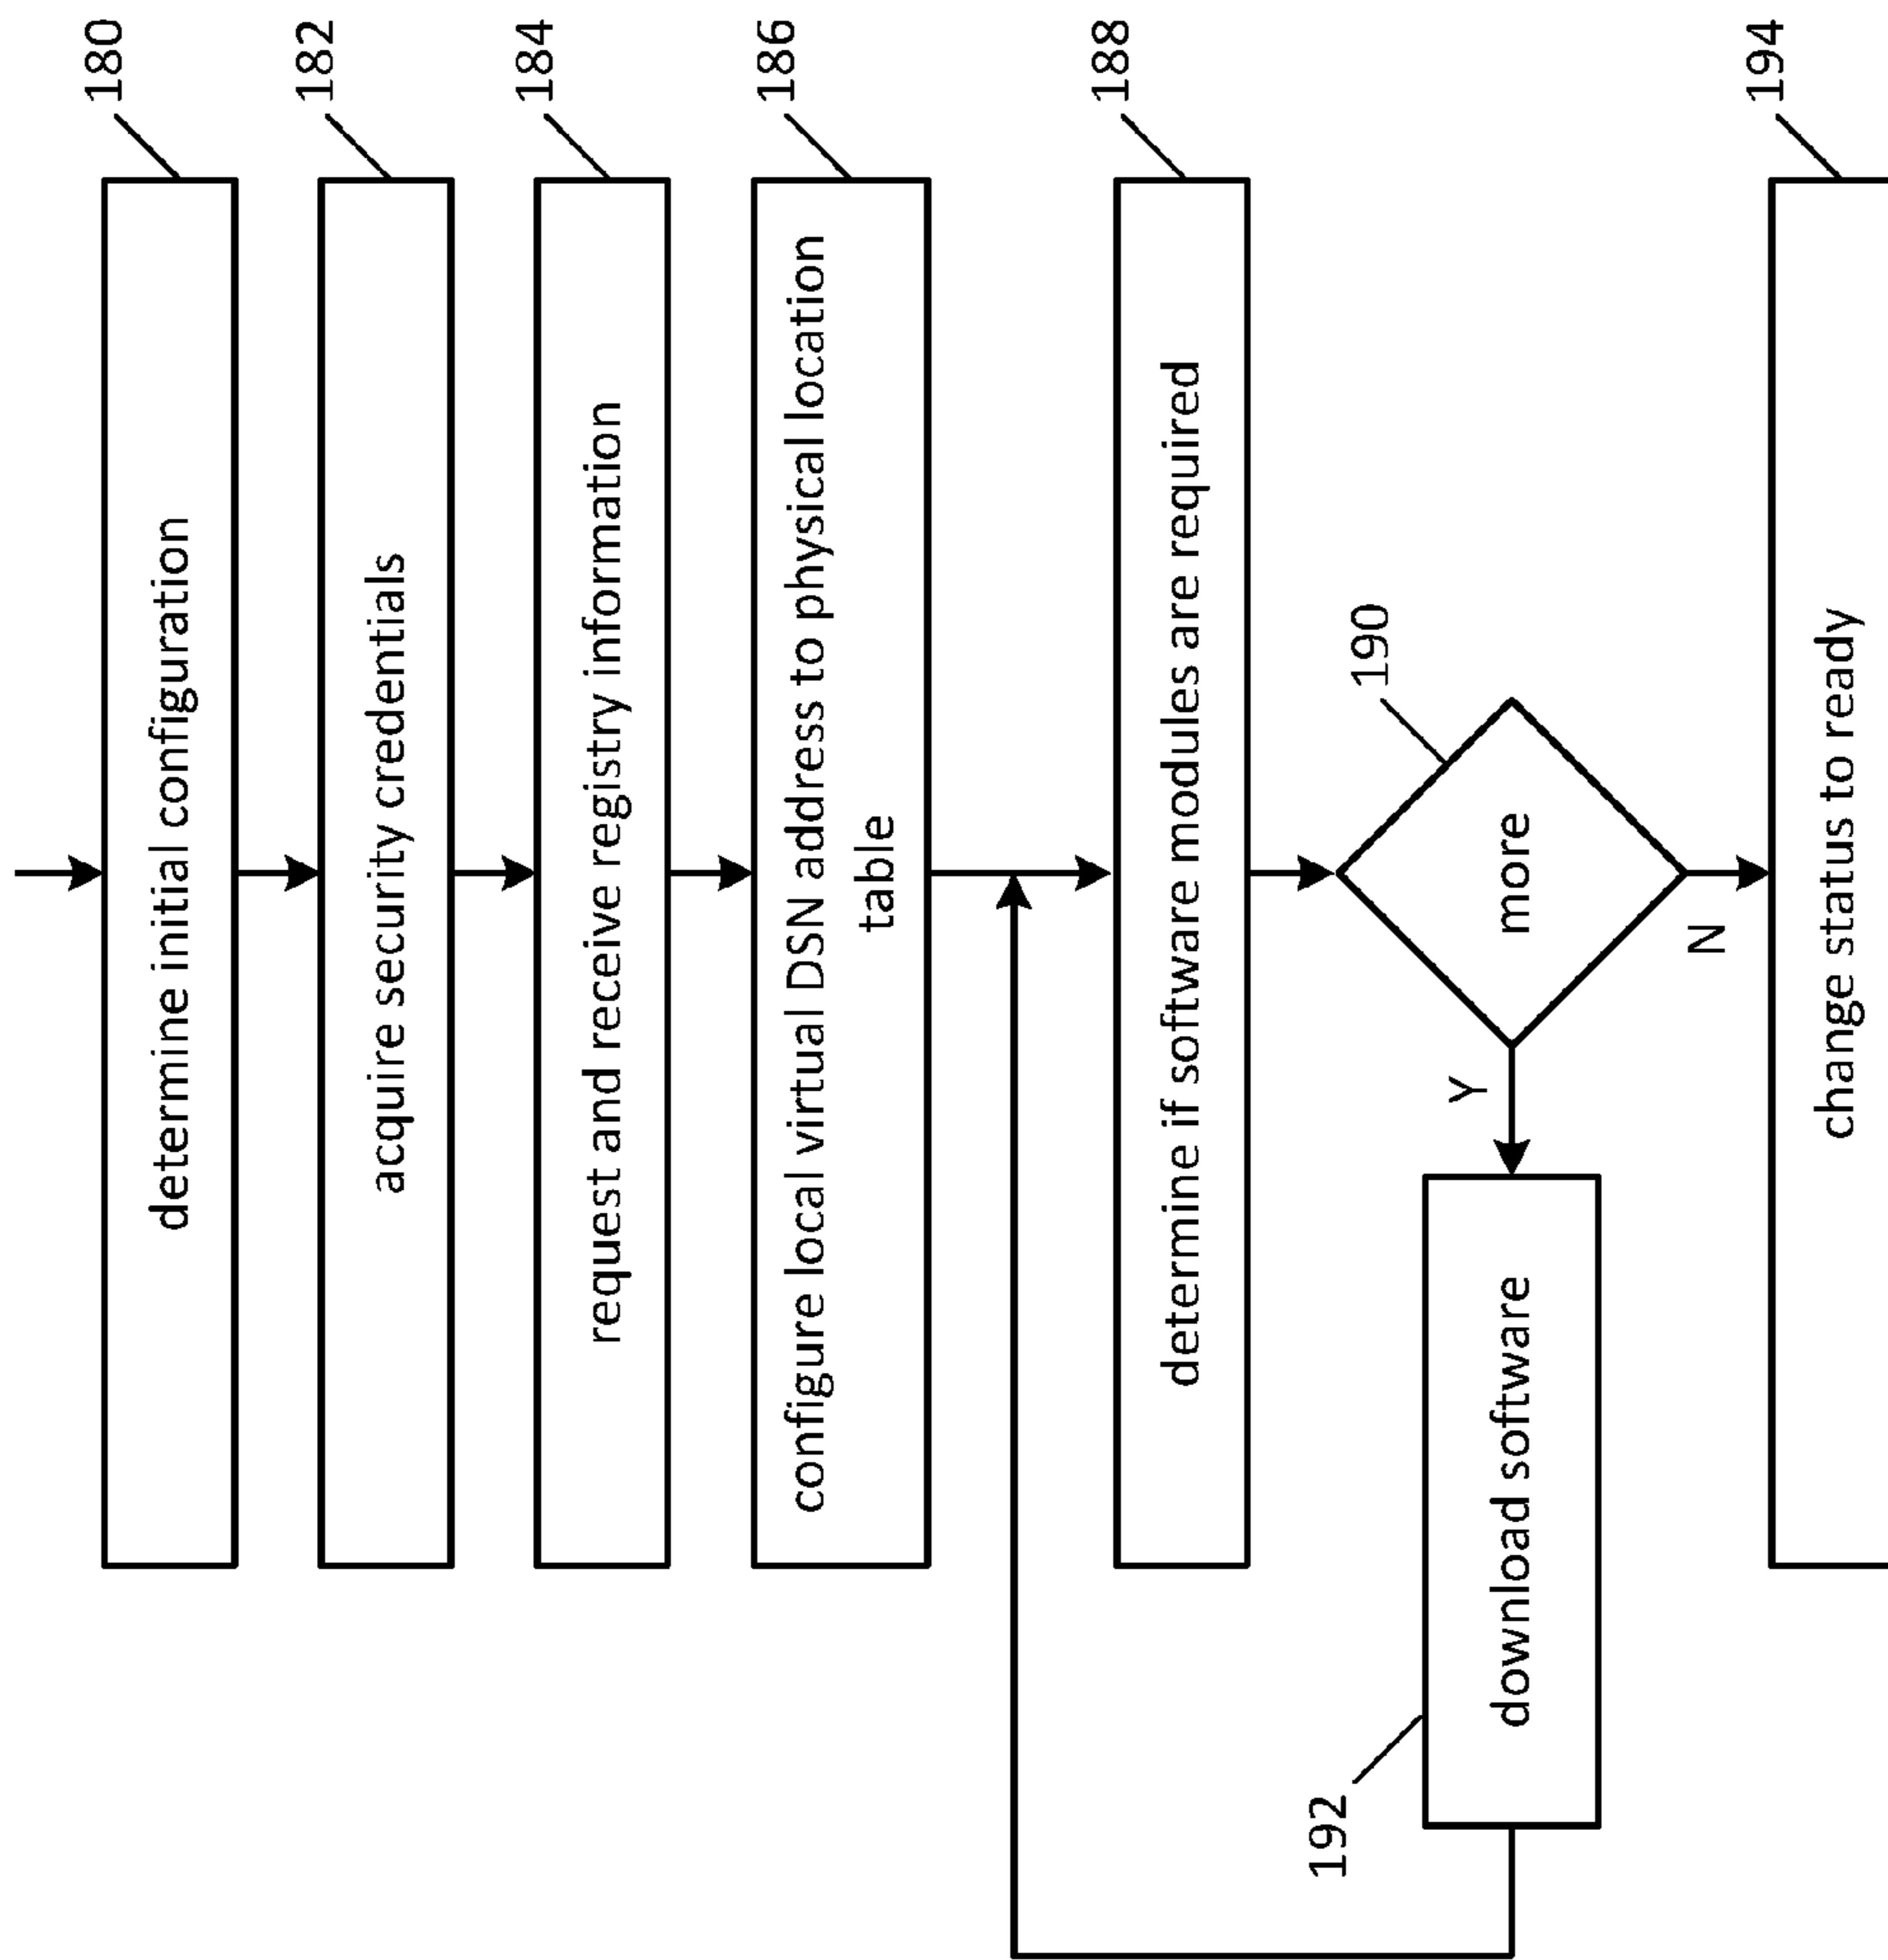 180
determine initial configuration
182
acquire security credentials
184
request and receive registry information
186
configure local virtual DSN address to physical location
table
188
determine if software modules are required
190
more
Y
N
192
download software
194
change status to ready